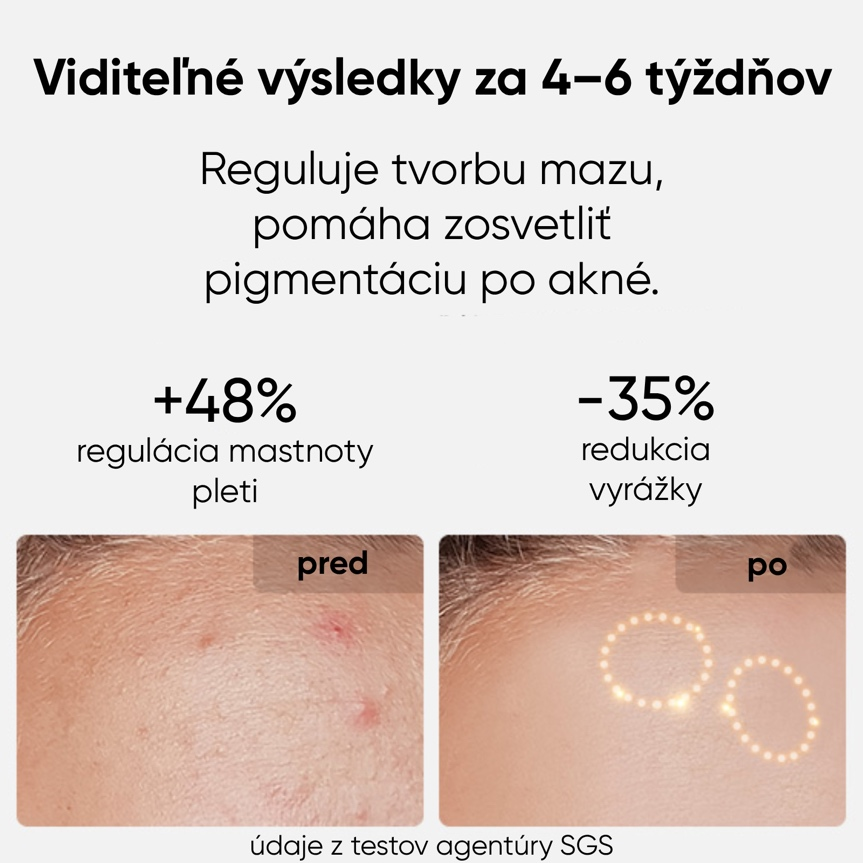 Viditeľné výsledky za 4–6 týždňov
Reguluje tvorbu mazu,
pomáha zosvetliť
pigmentáciu po akné.
+48%
regulácia mastnoty
pleti
-35%
redukcia
vyrážky
pred
po
údaje z testov agentúry SGS